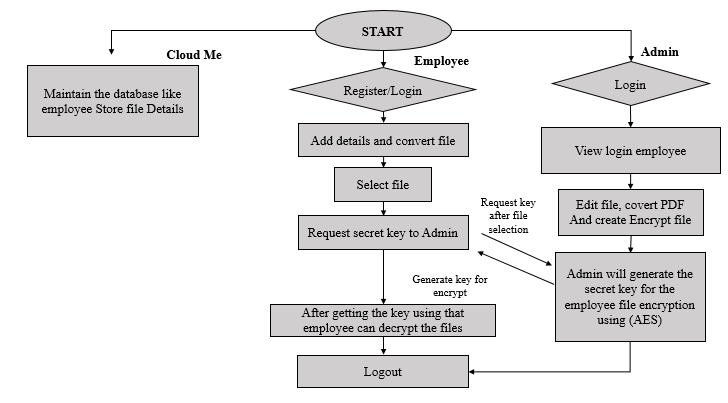 START
Cloud Me
Employee
Admin
Maintain the database like
employee Store file Details
Register/Login
Login
Add details and convert file
View login employee
Select file
Edit file, covert PDF
And create Encrypt file
Request secret key to Admin
Request key
after file
selection
Generate key for
encrypt
Admin will generate the
secret key for the
employee file encryption
using (AES)
After getting the key using that
employee can decrypt the files
Logout